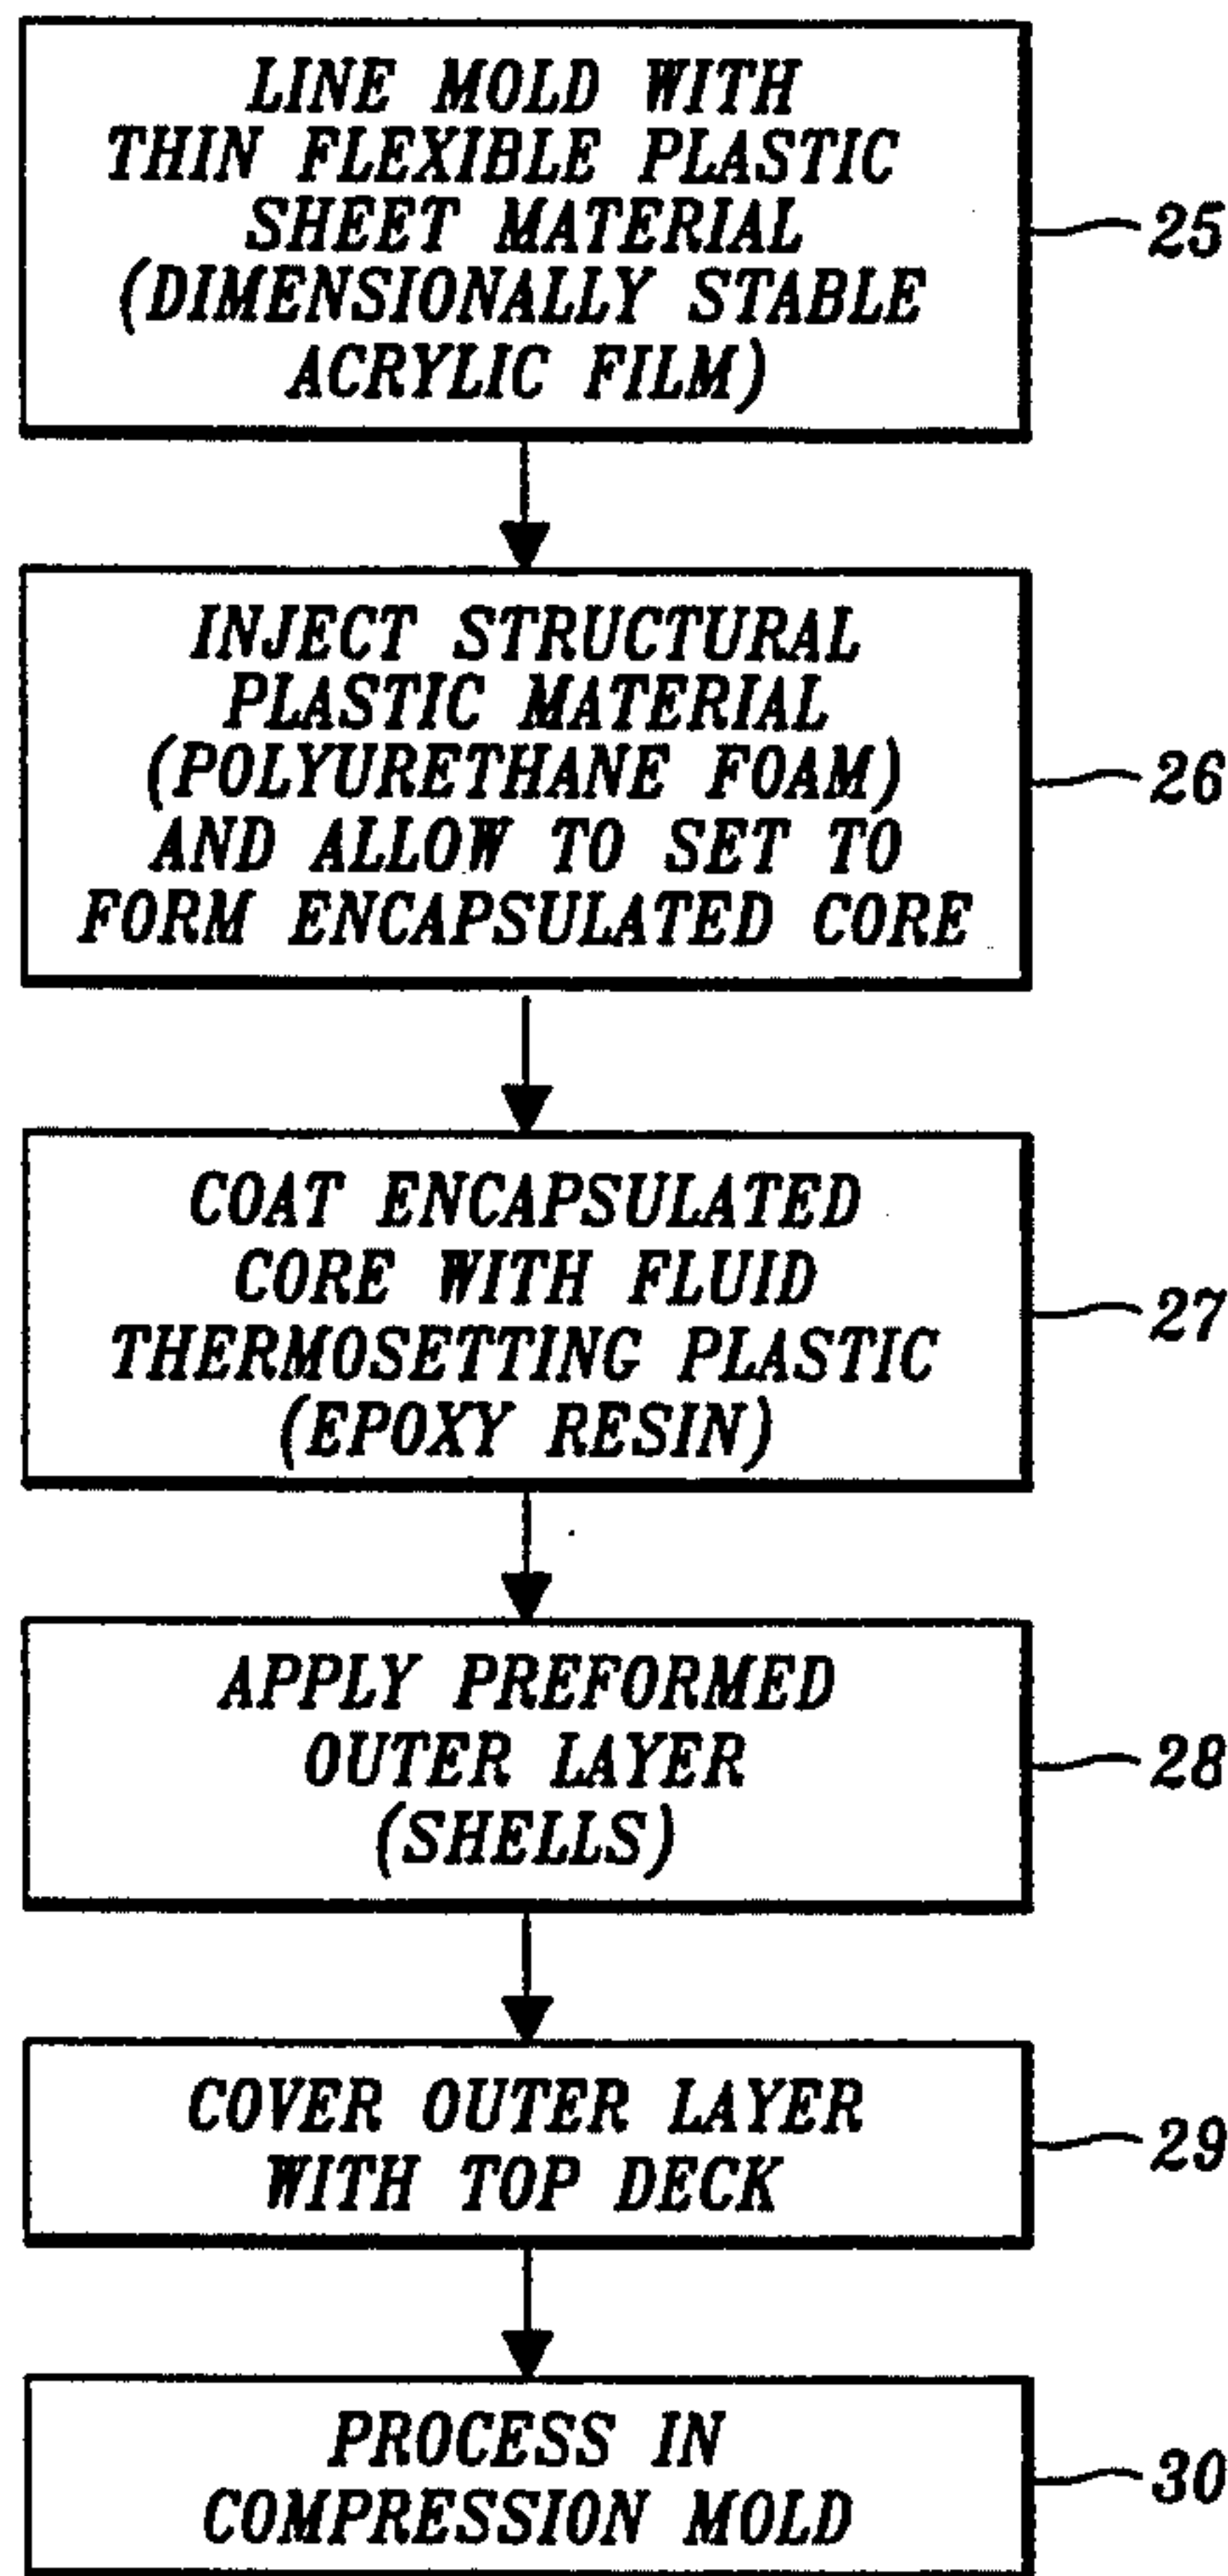 LINE MOLD WITH
THIN FLEXIBLE PLASTIC
SHEET MATERIAL
(DIMENSIONALLY STABLE
ACRYLIC FILM)
25
INJECT STRUCTURAL
PLASTIC MATERIAL
(POLYURETHANE FOAM)
AND ALLOW TO SET TO
FORM ENCAPSULATED CORE
26
COAT ENCAPSULATED
CORE WITH FLUID
THERMOSETTING PLASTIC
(EPOXY RESIN)
27
APPLY PREFORMED
OUTER LAYER
(SHELLS)
28
COVER OUTER LAYER
WITH TOP DECK
29
PROCESS IN
COMPRESSION MOLD
30